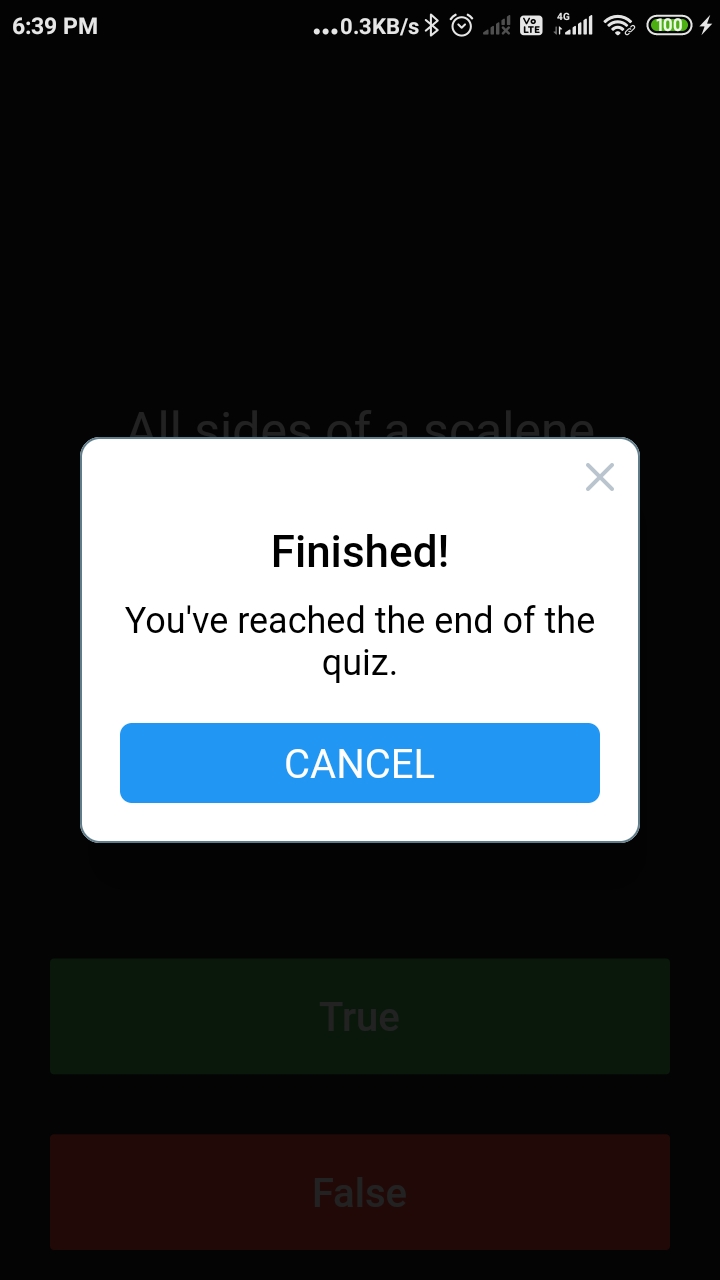 6:39 PM ...0.3KB/s Vo LTE 4G 100
All sides of a scalene
Finished!
You've reached the end of the
quiz.
CANCEL
True
False